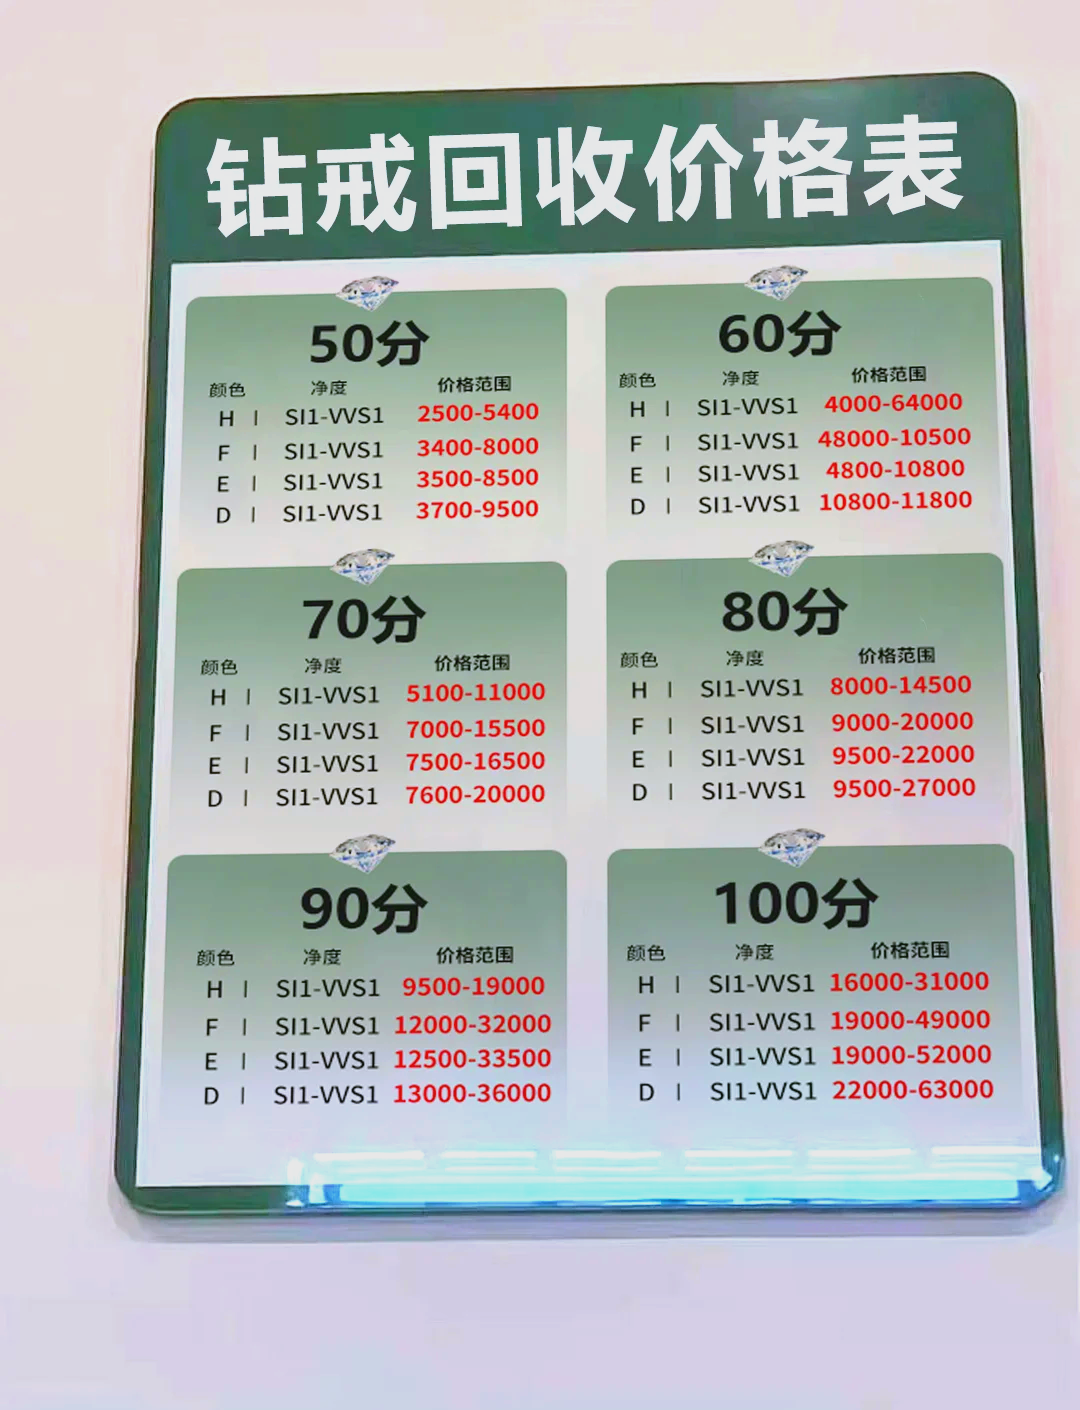 钻戒回收价格表
50分
颜色 净度 价格范围
H | SI1-VVS1 2500-5400
F | SI1-VVS1 3400-8000
E | SI1-VVS1 3500-8500
D | SI1-VVS1 3700-9500
60分
颜色 净度 价格范围
H | SI1-VVS1 4000-64000
F | SI1-VVS1 48000-10500
E | SI1-VVS1 4800-10800
D | SI1-VVS1 10800-11800
70分
颜色 净度 价格范围
H | SI1-VVS1 5100-11000
F | SI1-VVS1 7000-15500
E | SI1-VVS1 7500-16500
D | SI1-VVS1 7600-20000
80分
颜色 净度 价格范围
H | SI1-VVS1 8000-14500
F | SI1-VVS1 9000-20000
E | SI1-VVS1 9500-22000
D | SI1-VVS1 9500-27000
90分
颜色 净度 价格范围
H | SI1-VVS1 9500-19000
F | SI1-VVS1 12000-32000
E | SI1-VVS1 12500-33500
D | SI1-VVS1 13000-36000
100分
颜色 净度 价格范围
H | SI1-VVS1 16000-31000
F | SI1-VVS1 19000-49000
E | SI1-VVS1 19000-52000
D | SI1-VVS1 22000-63000